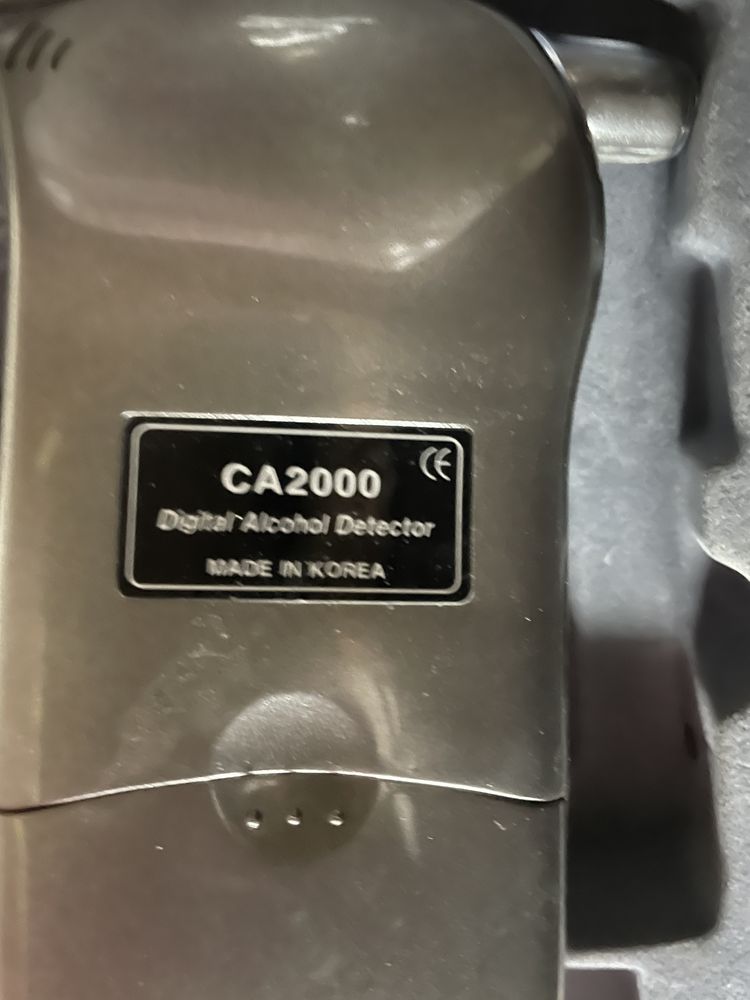 CE
CA2000
Digital Alcohol Detector
MADE IN KOREA